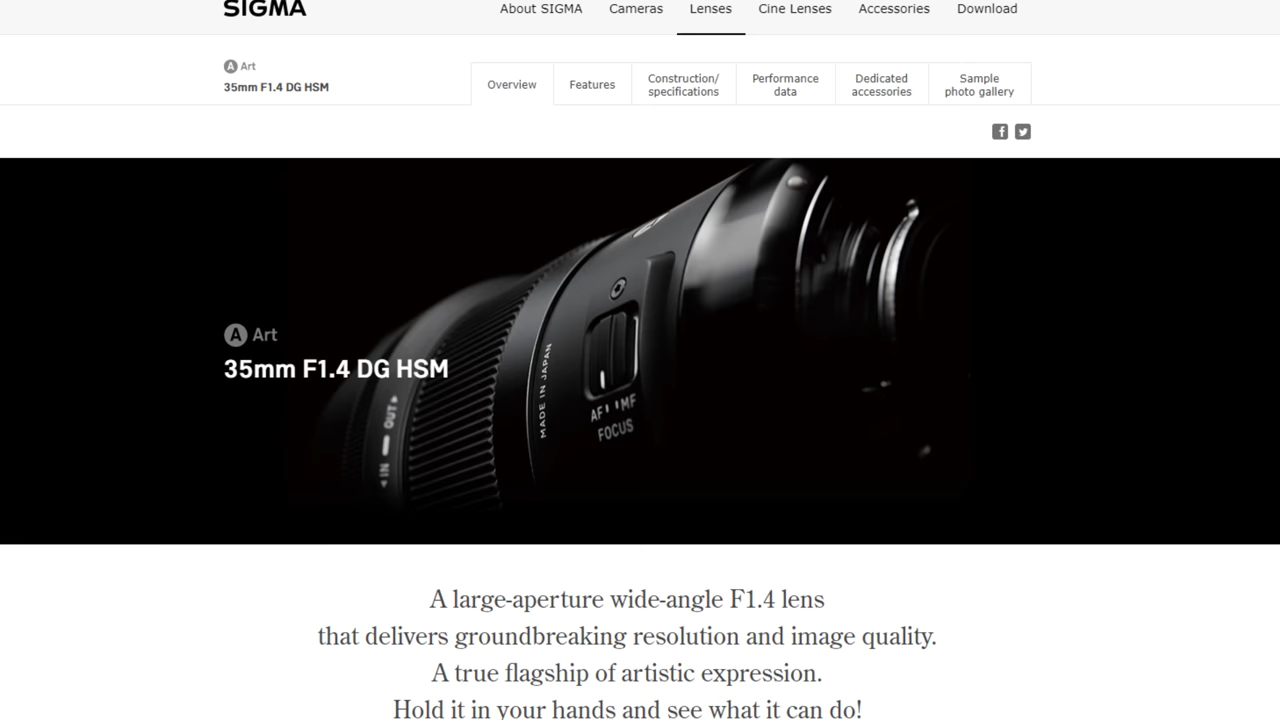 SIGMA
About SIGMA Cameras Lenses Cine Lenses Accessories Download
A Art
35mm F1.4 DG HSM
Overview
Features
Construction/
specifications
Performance
data
Dedicated
accessories
Sample
photo gallery
A Art
35mm F1.4 DG HSM
IN OUT
MADE IN JAPAN
AF MF
FOCUS
A large-aperture wide-angle F1.4 lens
that delivers groundbreaking resolution and image quality.
A true flagship of artistic expression.
Hold it in your hands and see what it can do!